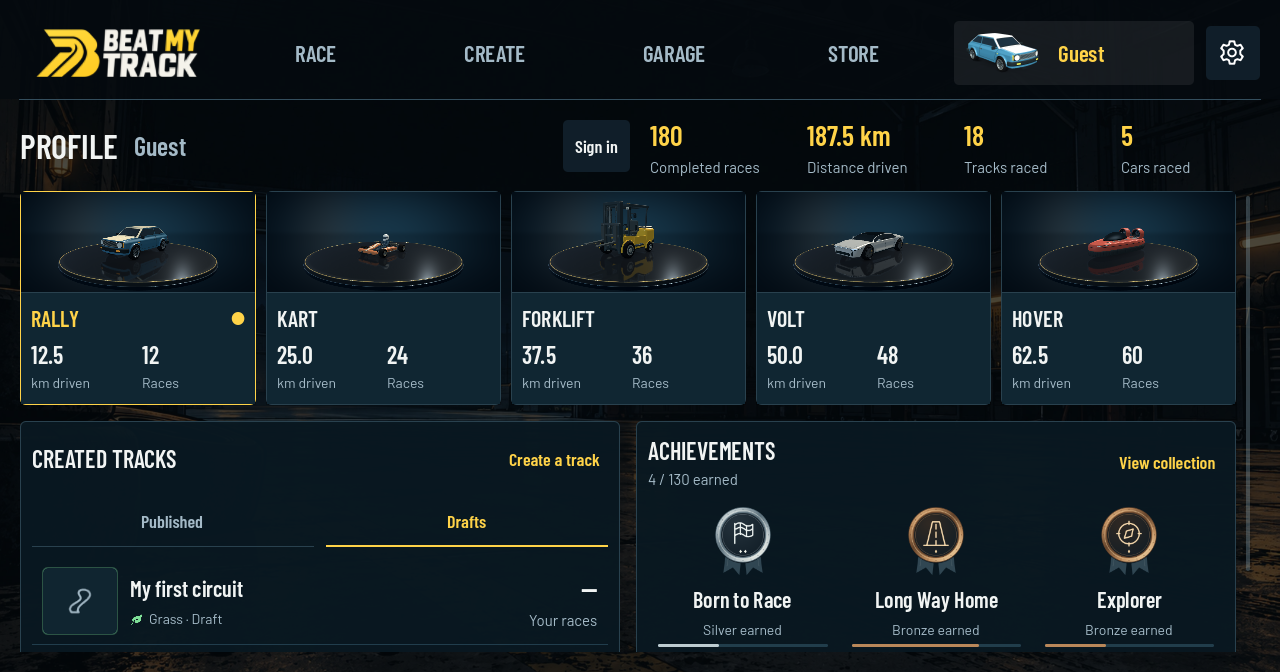 BEATMY
TRACK
RACE
CREATE
GARAGE
STORE
Guest
PROFILE
Guest
Sign in
180
Completed races
187.5 km
Distance driven
18
Tracks raced
5
Cars raced
RALLY
12.5
12
km driven
Races
KART
25.0
24
km driven
Races
FORKLIFT
37.5
36
km driven
Races
VOLT
50.0
48
km driven
Races
HOVER
62.5
60
km driven
Races
CREATED TRACKS
Create a track
Published
Drafts
My first circuit
Grass · Draft
—
Your races
ACHIEVEMENTS
4 / 130 earned
View collection
Born to Race
Silver earned
Long Way Home
Bronze earned
Explorer
Bronze earned